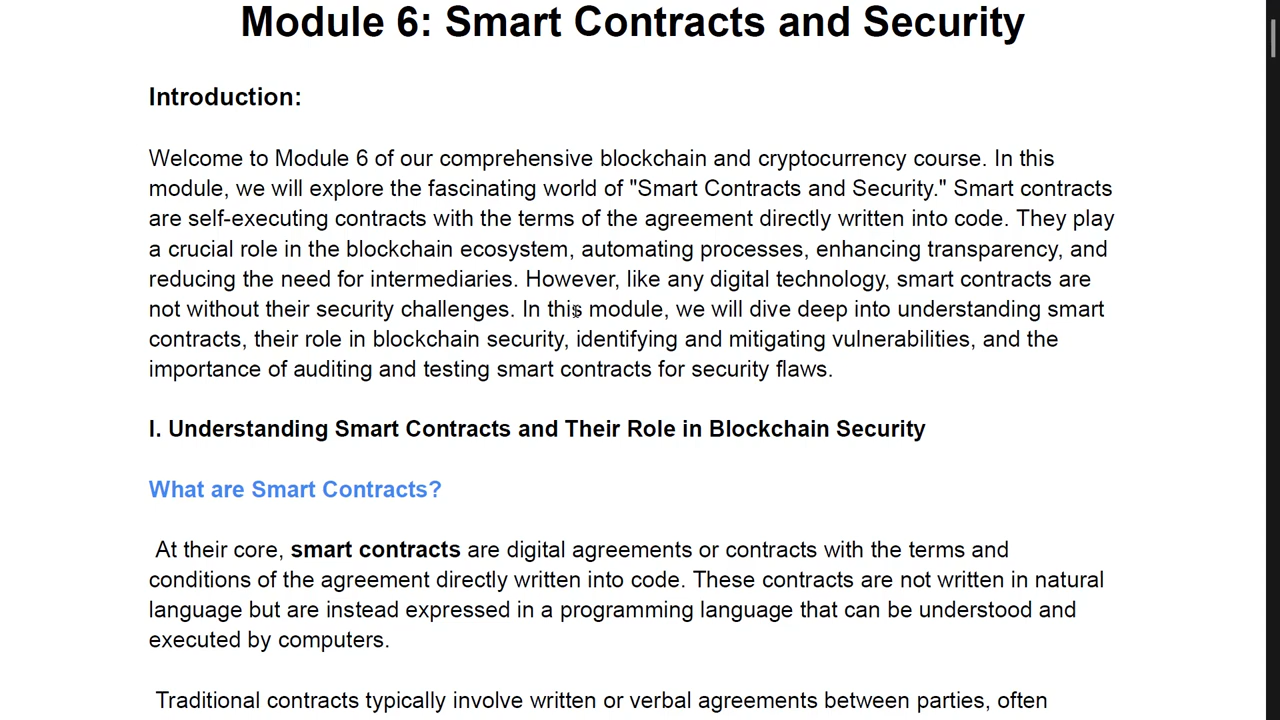 Module 6: Smart Contracts and Security
Introduction:
Welcome to Module 6 of our comprehensive blockchain and cryptocurrency course. In this
module, we will explore the fascinating world of "Smart Contracts and Security." Smart contracts
are self-executing contracts with the terms of the agreement directly written into code. They play
a crucial role in the blockchain ecosystem, automating processes, enhancing transparency, and
reducing the need for intermediaries. However, like any digital technology, smart contracts are
not without their security challenges. In this module, we will dive deep into understanding smart
contracts, their role in blockchain security, identifying and mitigating vulnerabilities, and the
importance of auditing and testing smart contracts for security flaws.
I. Understanding Smart Contracts and Their Role in Blockchain Security
What are Smart Contracts?
At their core, smart contracts are digital agreements or contracts with the terms and
conditions of the agreement directly written into code. These contracts are not written in natural
language but are instead expressed in a programming language that can be understood and
executed by computers.
Traditional contracts typically involve written or verbal agreements between parties, often